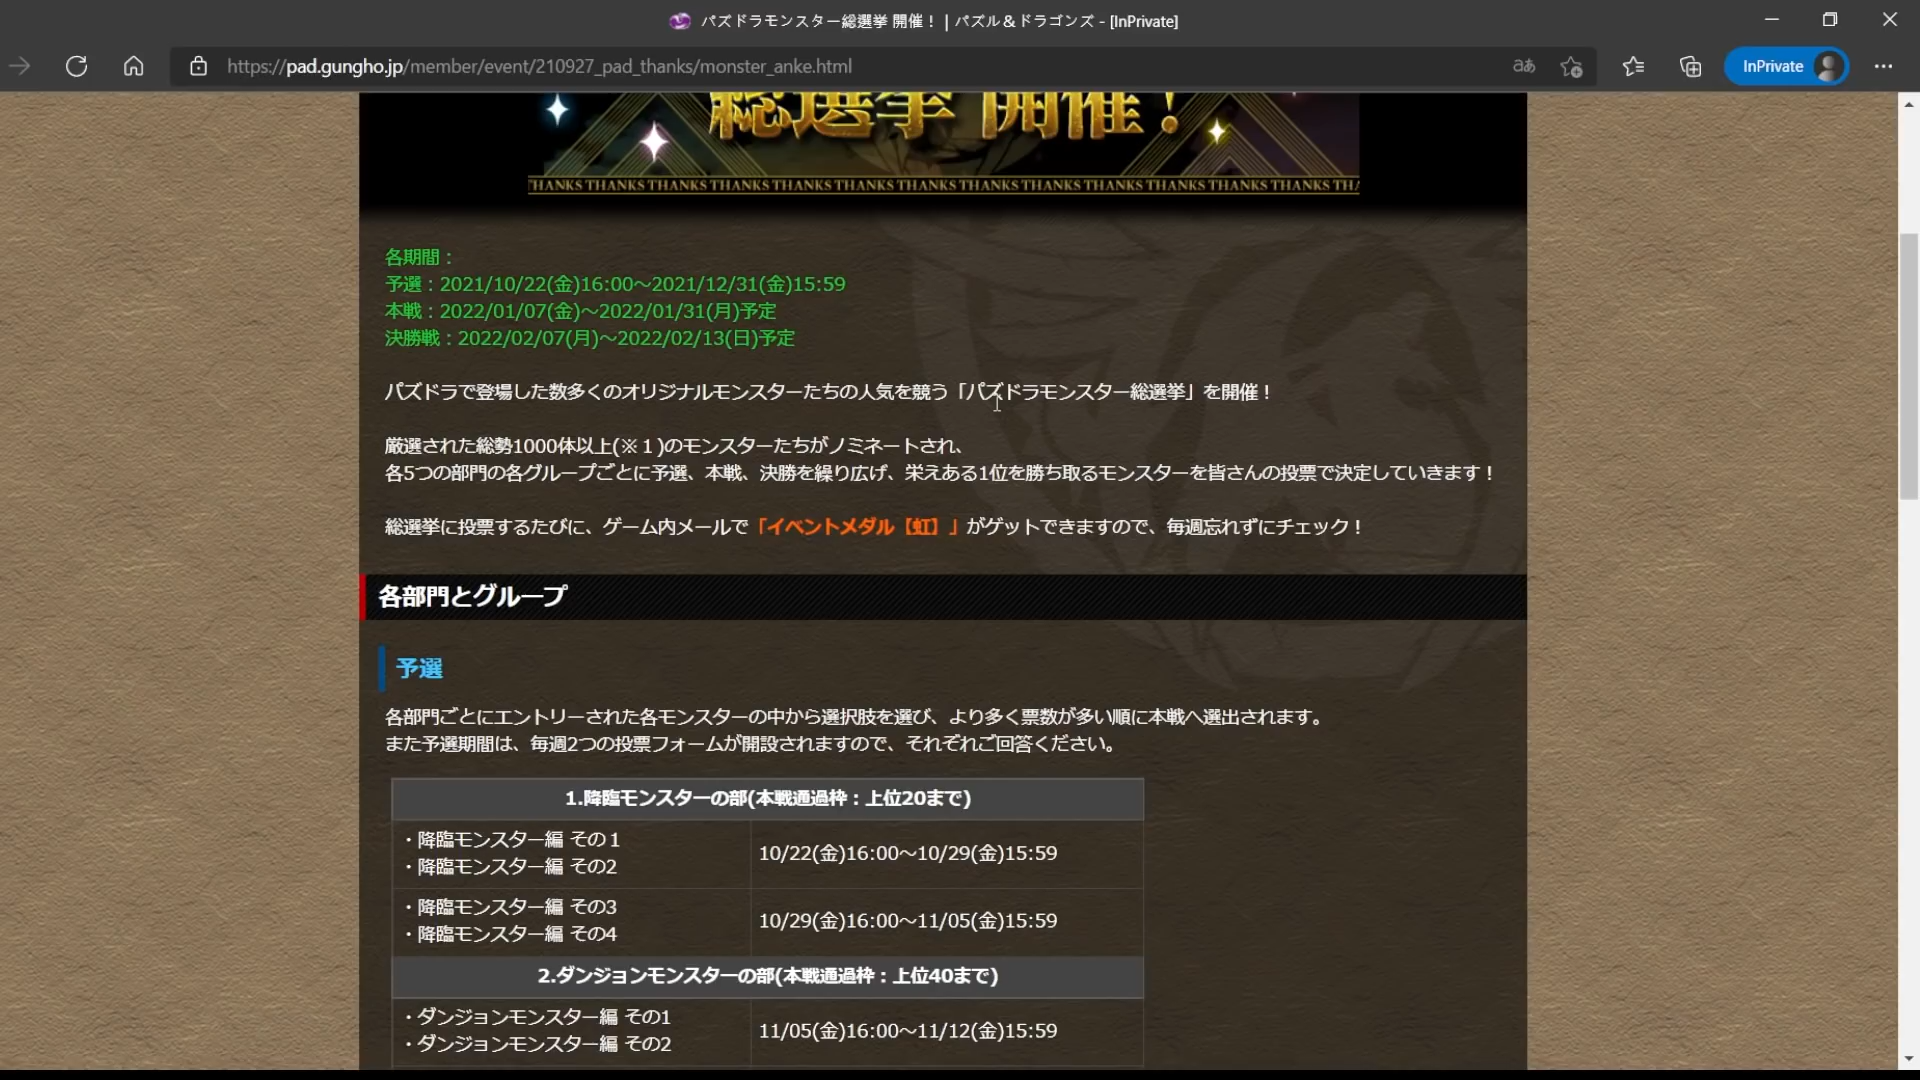 パズドラモンスター総選挙 開催！ | パズル＆ドラゴンズ - [InPrivate]
https://pad.gungho.jp/member/event/210927_pad_thanks/monster_anke.html
aあ
InPrivate
総選挙 開催！
THANKS THANKS THANKS THANKS THANKS THANKS THANKS THANKS THANKS THANKS THANKS THANKS THANKS TH
各期間：
予選：2021/10/22(金)16:00～2021/12/31(金)15:59
本戦：2022/01/07(金)～2022/01/31(月)予定
決勝戦：2022/02/07(月)～2022/02/13(日)予定
パズドラで登場した数多くのオリジナルモンスターたちの人気を競う「パズドラモンスター総選挙」を開催！
厳選された総勢1000体以上(※１)のモンスターたちがノミネートされ、
各5つの部門の各グループごとに予選、本戦、決勝を繰り広げ、栄えある1位を勝ち取るモンスターを皆さんの投票で決定していきます！
総選挙に投票するたびに、ゲーム内メールで「イベントメダル【虹】」がゲットできますので、毎週忘れずにチェック！
各部門とグループ
予選
各部門ごとにエントリーされた各モンスターの中から選択肢を選び、より多く票数が多い順に本戦へ選出されます。
また予選期間は、毎週2つの投票フォームが開設されますので、それぞれご回答ください。
1.降臨モンスターの部(本戦通過枠：上位20まで)
・降臨モンスター編 その１
・降臨モンスター編 その2
10/22(金)16:00～10/29(金)15:59
・降臨モンスター編 その3
・降臨モンスター編 その4
10/29(金)16:00～11/05(金)15:59
2.ダンジョンモンスターの部(本戦通過枠：上位40まで)
・ダンジョンモンスター編 その1
・ダンジョンモンスター編 その2
11/05(金)16:00～11/12(金)15:59